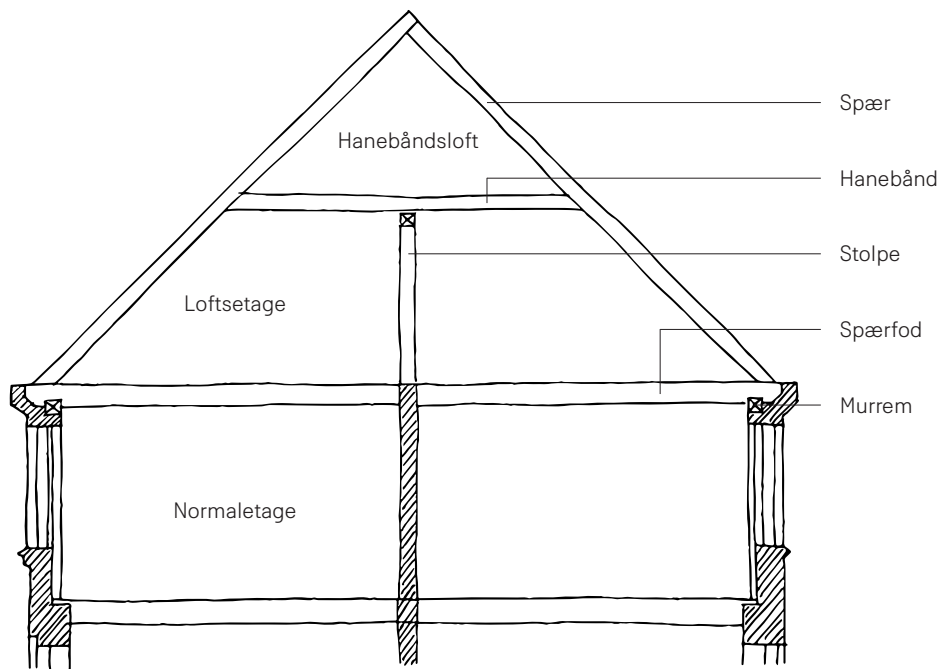 Spær
Hanebåndsloft
Hanebånd
Stolpe
Loftsetage
Spærfod
Murrem
Normaletage